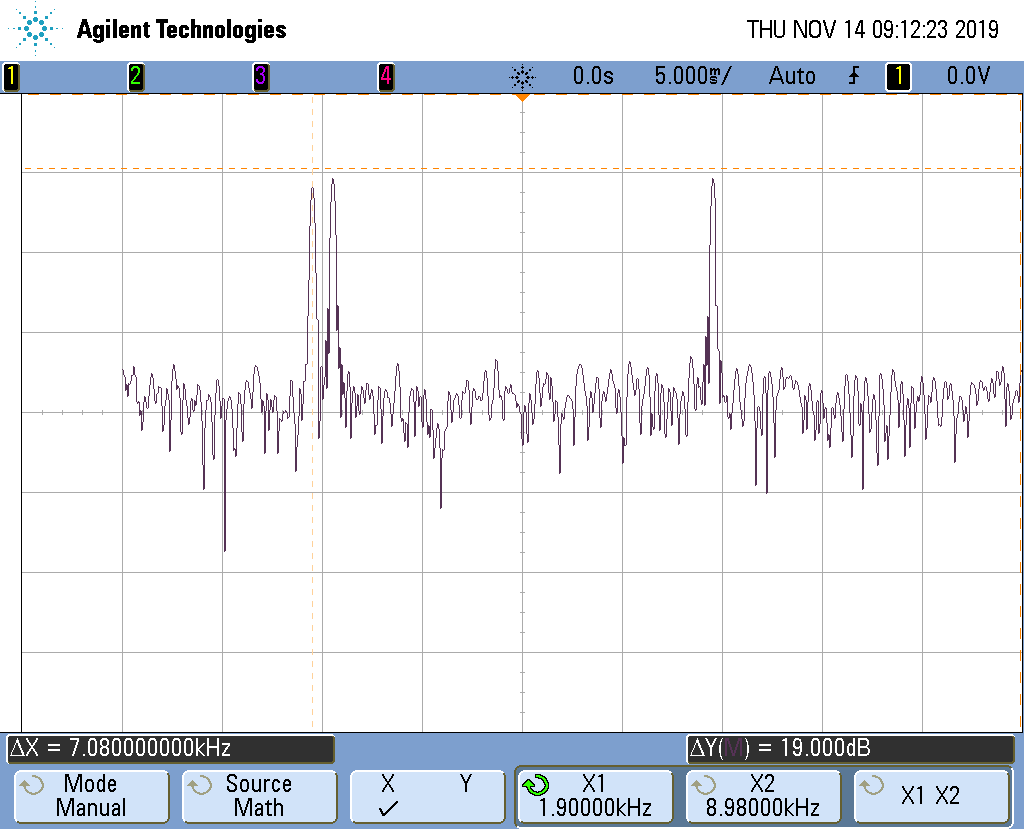 Agilent Technologies
THU NOV 14 09:12:23 2019
1 2 3 4 0.0s 5.000㎳/ Auto 1 0.0V
ΔX = 7.080000000kHz
ΔY(M) = 19.000dB
Mode
Manual
Source
Math
X Y
X1
1.90000kHz
X2
8.98000kHz
X1 X2